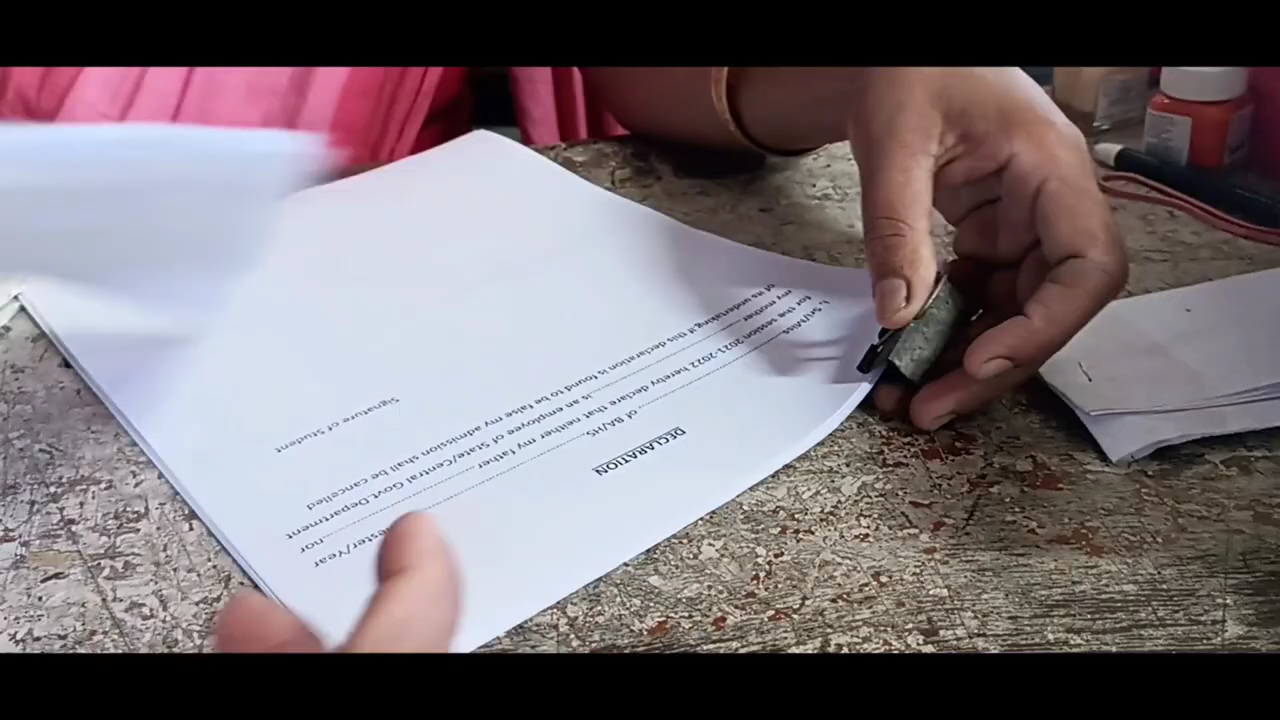 DECLARATION
I, Sri/Miss.................................of BA/HS....................ester/Year
for the session 2021-2022 hereby declare that neither my father....................nor
my mother....................is an employee of State/Central Govt.Department
of its undertaking.If this declaration is found to be false my admission shall be cancelled
Signature of Student